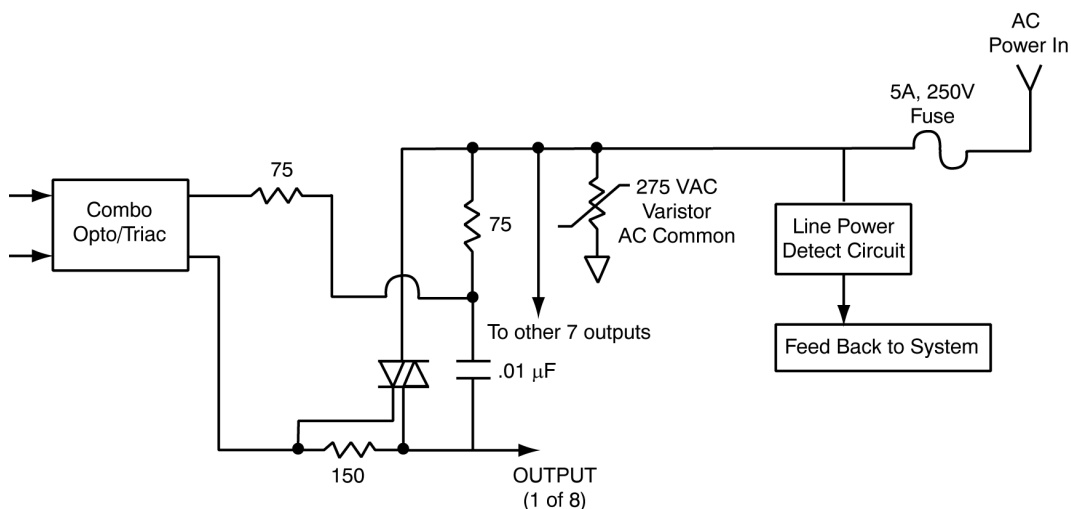 AC
Power In
5A, 250V
Fuse
75
Combo
Opto/Triac
75
275 VAC
Varistor
AC Common
Line Power
Detect Circuit
To other 7 outputs
Feed Back to System
.01 μF
150
OUTPUT
(1 of 8)